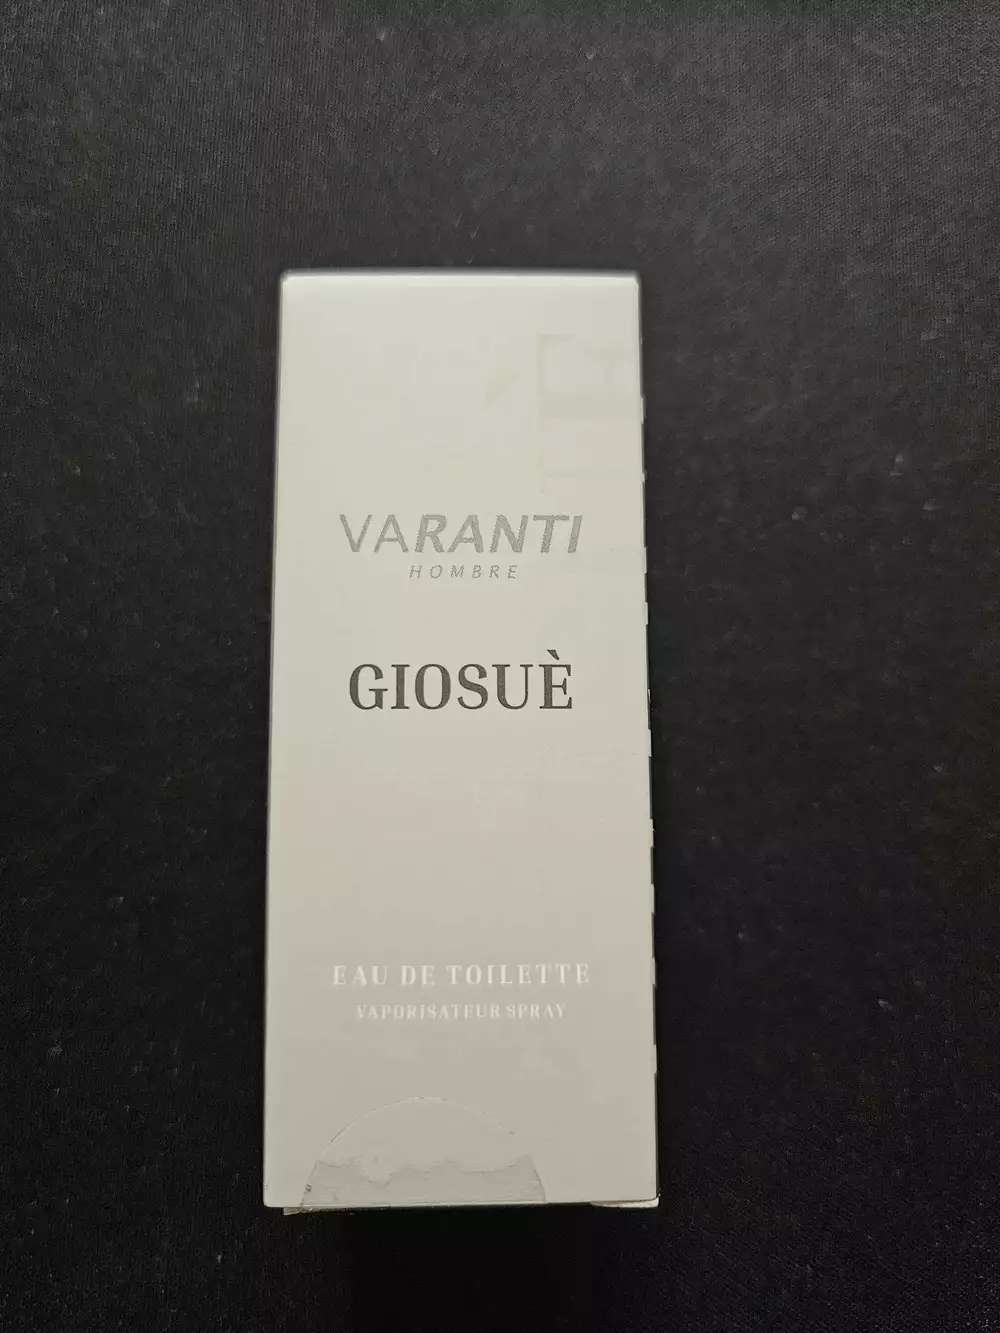 VARANTI
HOMBRE
GIOSUÈ
EAU DE TOILETTE
VAPORISATEUR SPRAY